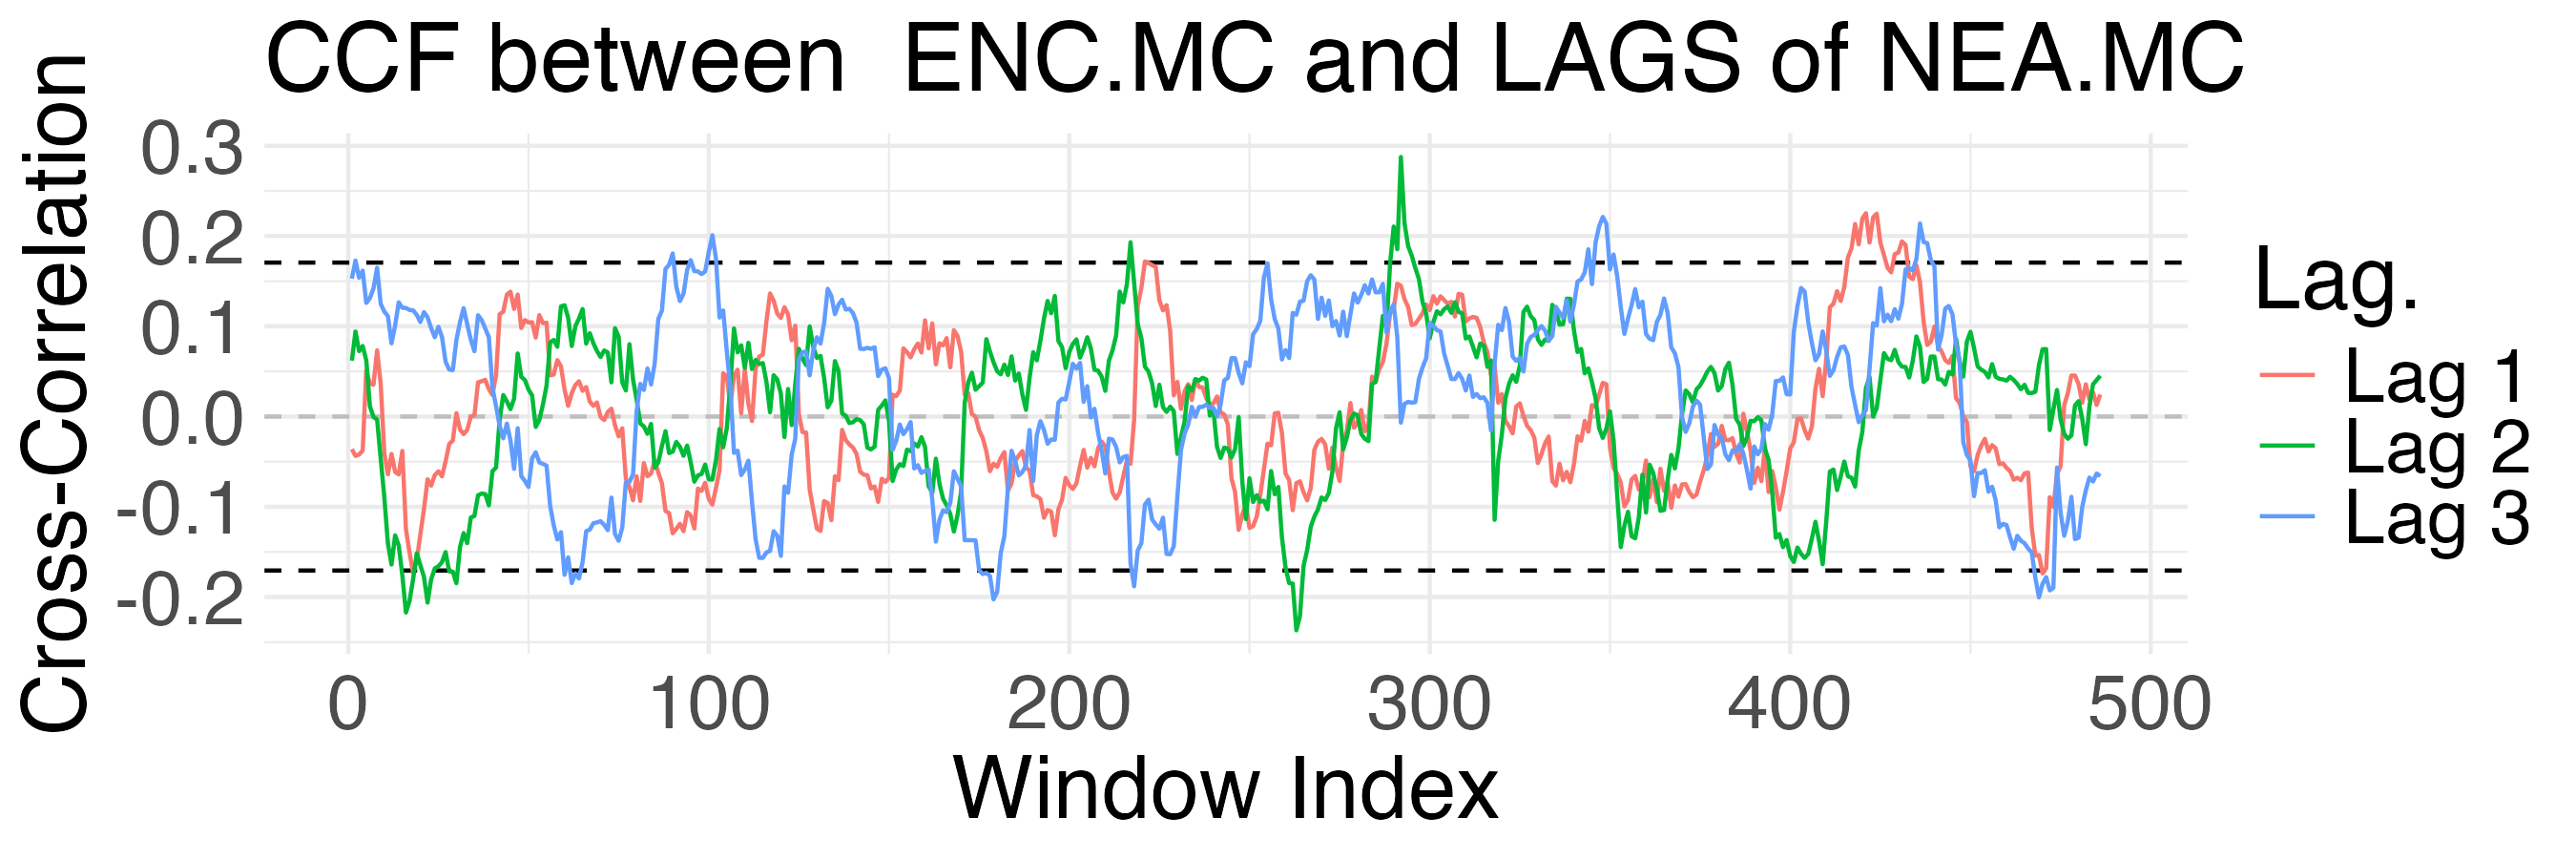 CCF between  ENC.MC and LAGS of NEA.MC
Cross-Correlation
0.3
0.2
0.1
0.0
-0.1
-0.2
0 100 200 300 400 500
Window Index
Lag.
Lag 1
Lag 2
Lag 3